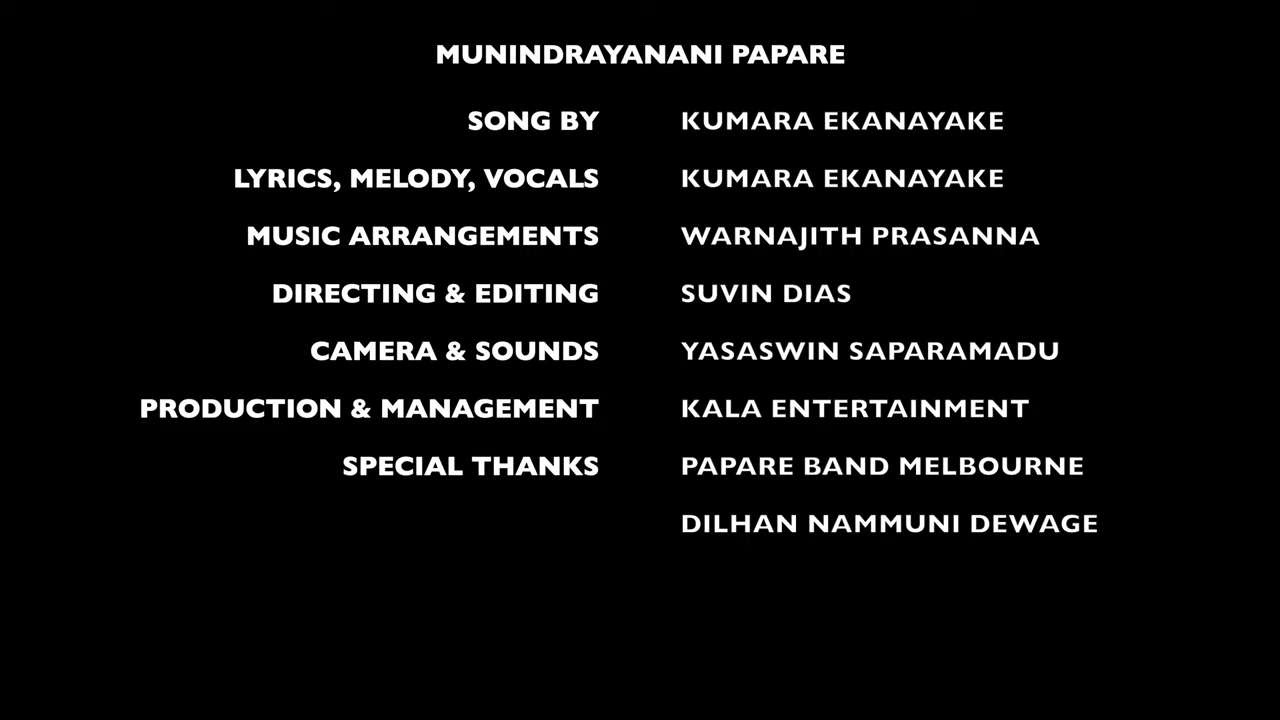 MUNINDRAYANANI PAPARE
SONG BY KUMARA EKANAYAKE
LYRICS, MELODY, VOCALS KUMARA EKANAYAKE
MUSIC ARRANGEMENTS WARNAJITH PRASANNA
DIRECTING & EDITING SUVIN DIAS
CAMERA & SOUNDS YASASWIN SAPARAMADU
PRODUCTION & MANAGEMENT KALA ENTERTAINMENT
SPECIAL THANKS PAPARE BAND MELBOURNE
DILHAN NAMMUNI DEWAGE